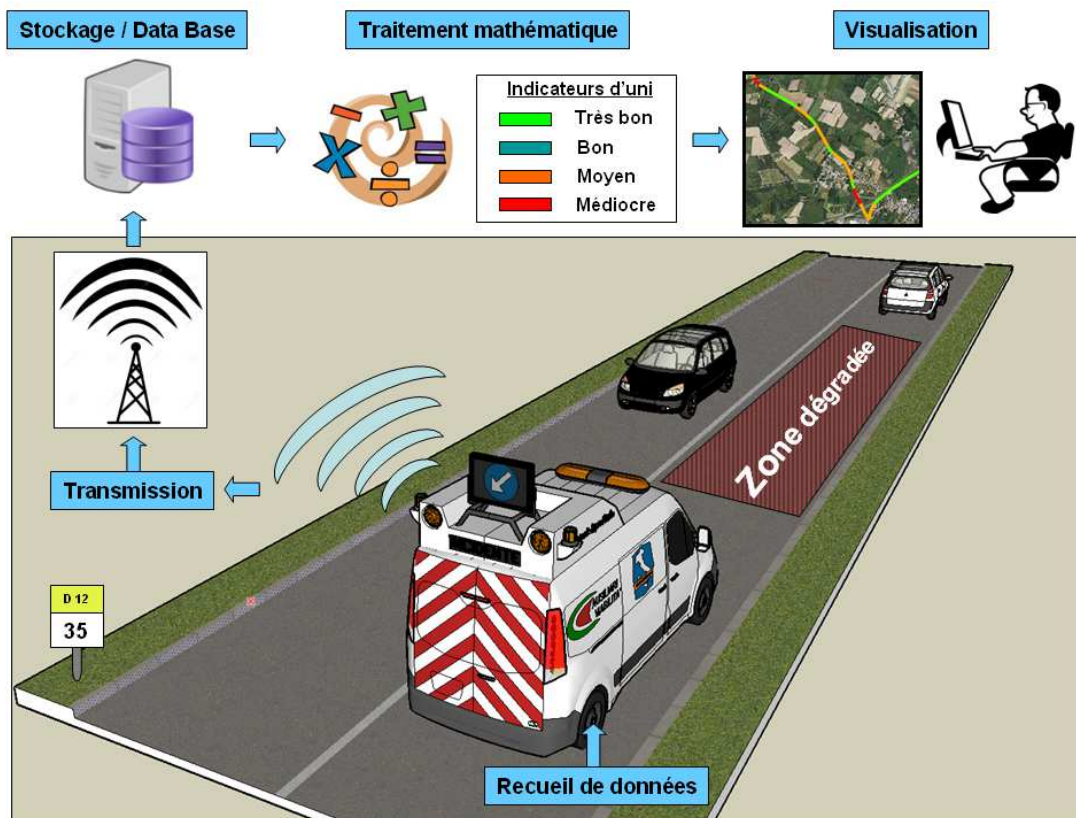 Stockage / Data Base
Traitement mathématique
Visualisation
Indicateurs d'uni
Très bon
Bon
Moyen
Médiocre
Zone dégradée
Transmission
INCIDENTE
D 12
35
Recueil de données